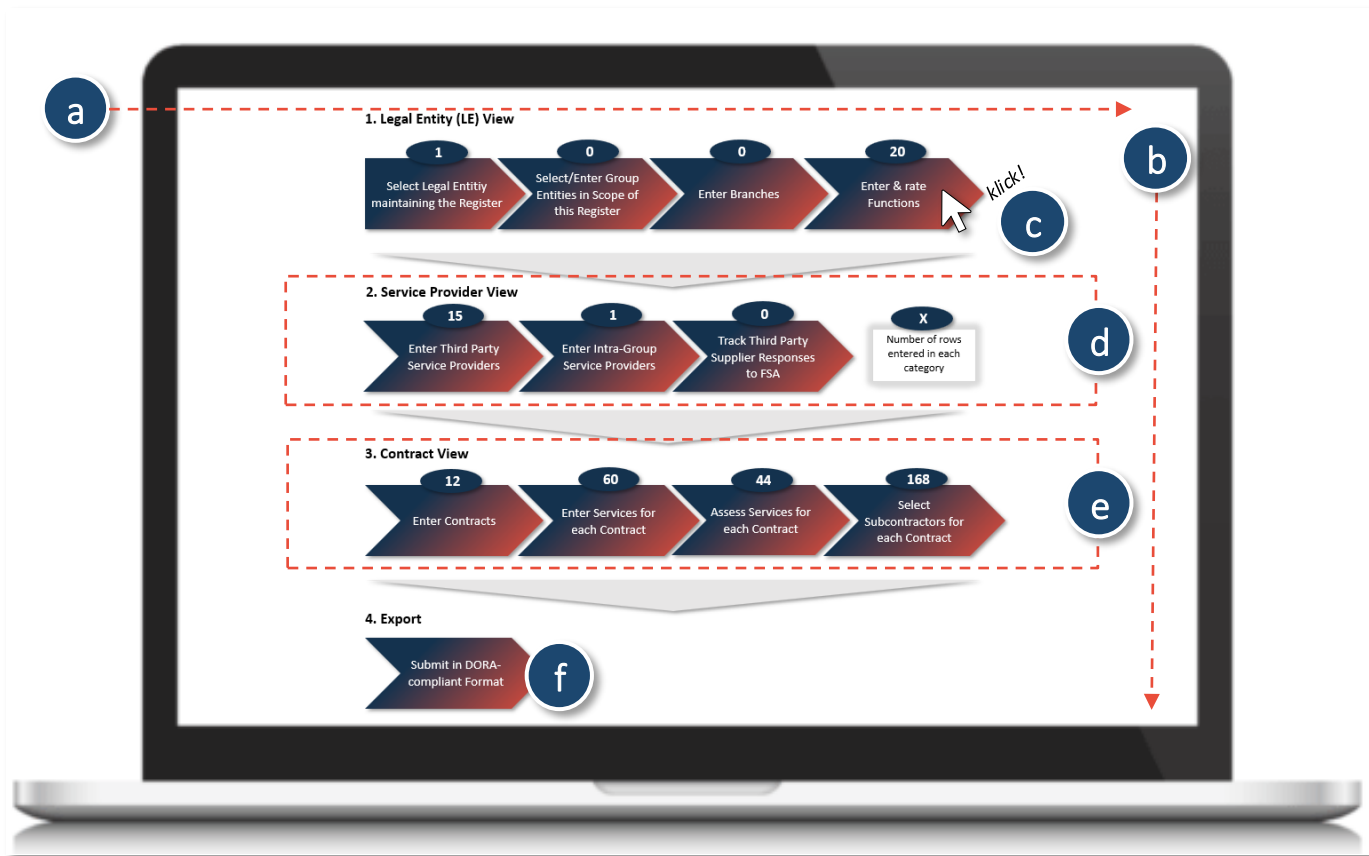 a
1. Legal Entity (LE) View
b
1
0
0
20
Select Legal Entitiy
maintaining the Register
Select/Enter Group
Entities in Scope of
this Register
Enter Branches
Enter & rate
Functions
klick!
c
2. Service Provider View
15
1
0
X
Enter Third Party
Service Providers
Enter Intra-Group
Service Providers
Track Third Party
Supplier Responses
to FSA
Number of rows
entered in each
category
d
3. Contract View
12
60
44
168
Enter Contracts
Enter Services for
each Contract
Assess Services for
each Contract
Select
Subcontractors for
each Contract
e
4. Export
Submit in DORA-
compliant Format
f